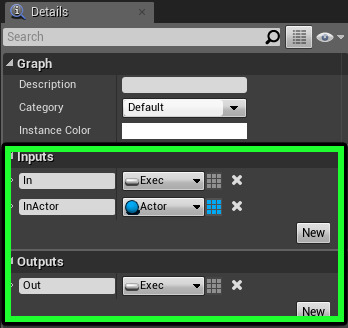 Details
Search
Graph
Description
Category Default
Instance Color
Inputs
In Exec
InActor Actor
New
Outputs
Out Exec
New